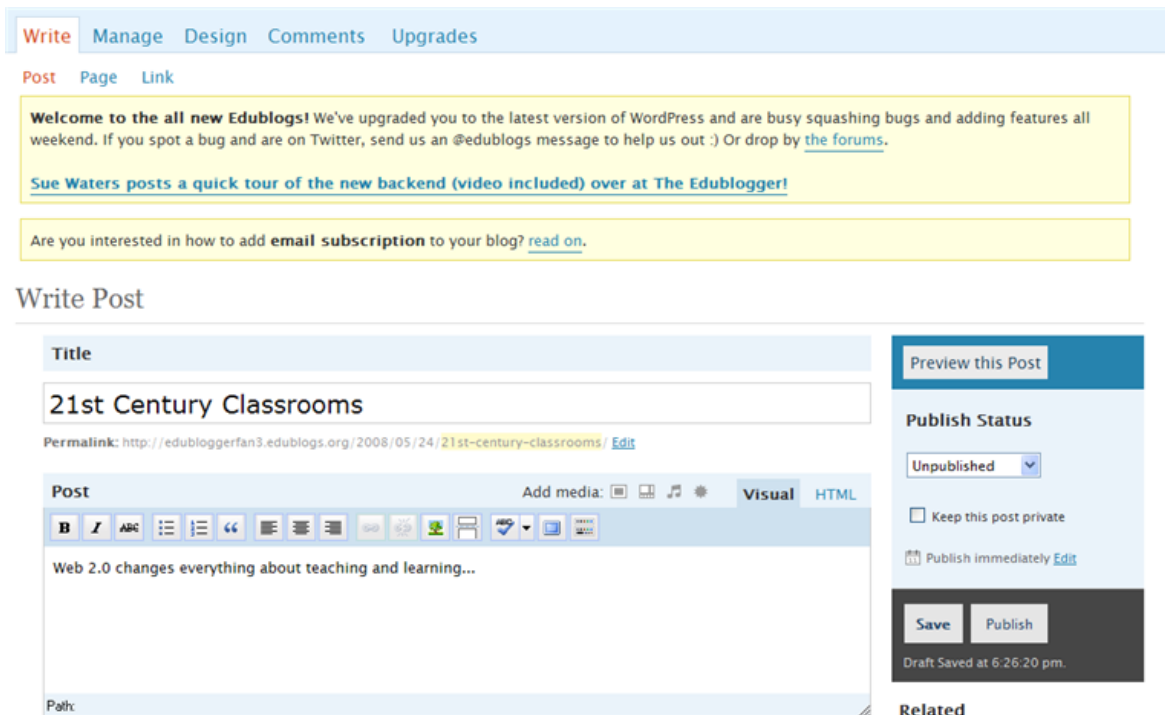 Write Manage Design Comments Upgrades
Post Page Link
Welcome to the all new Edublogs! We've upgraded you to the latest version of WordPress and are busy squashing bugs and adding features all
weekend. If you spot a bug and are on Twitter, send us an @edublogs message to help us out :) Or drop by the forums.
Sue Waters posts a quick tour of the new backend (video included) over at The Edublogger!
Are you interested in how to add email subscription to your blog? read on.
Write Post
Title
21st Century Classrooms
Permalink: http://edubloggerfan3.edublogs.org/2008/05/24/21st-century-classrooms/ Edit
Post Add media: Visual HTML
B I ABC ABC
Web 2.0 changes everything about teaching and learning...
Path:
Preview this Post
Publish Status
Unpublished
Keep this post private
Publish immediately Edit
Save Publish
Draft Saved at 6:26:20 pm.
Related